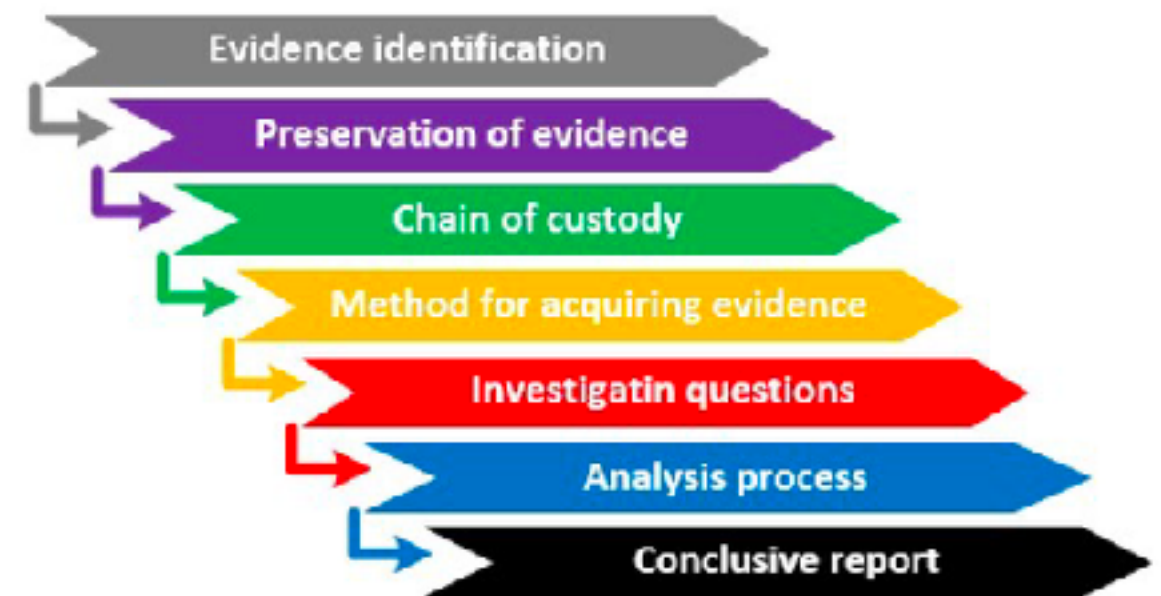 Evidence identification
Preservation of evidence
Chain of custody
Method for acquiring evidence
Investigatin questions
Analysis process
Conclusive report